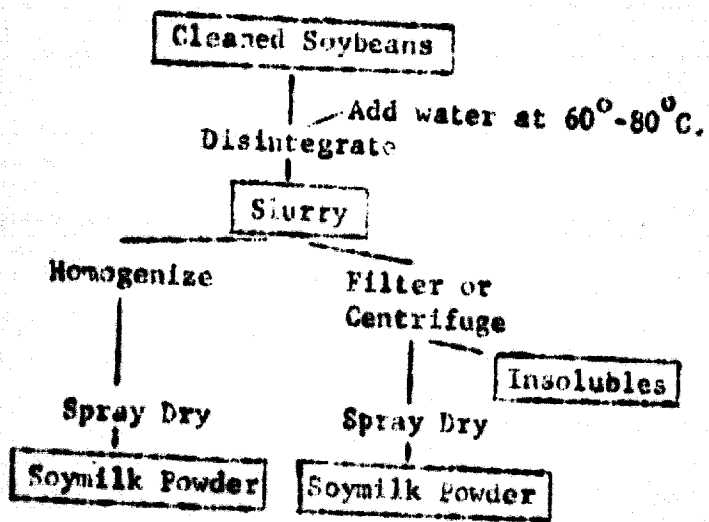 Cleaned Soybeans
Add water at 60°-80°C.
Disintegrate
Slurry
Homogenize
Filter or
Centrifuge
Insolubles
Spray Dry
Spray Dry
Soymilk Powder
Soymilk Powder